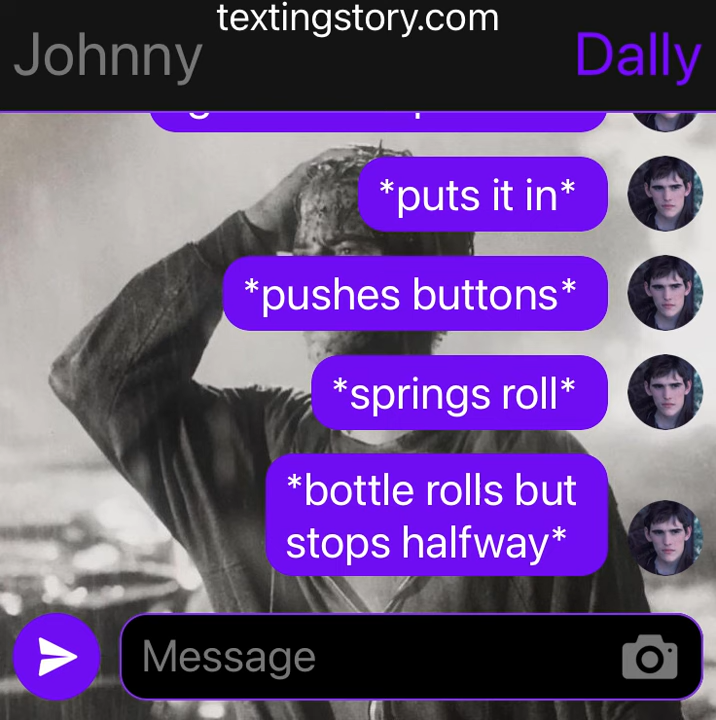 textingstory.com
Johnny
Dally
*puts it in*
*pushes buttons*
*springs roll*
*bottle rolls but
stops halfway*
Message